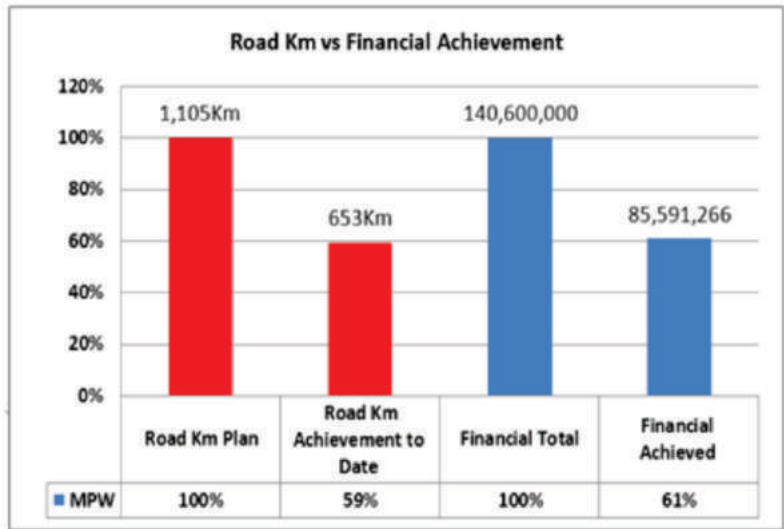 Road Km vs Financial Achievement
120%
1,105Km
140,600,000
100%
80%
653Km
85,591,266
60%
40%
20%
0%
Road Km Plan
Road Km
Achievement to
Date
Financial Total
Financial
Achieved
MPW 100% 59% 100% 61%